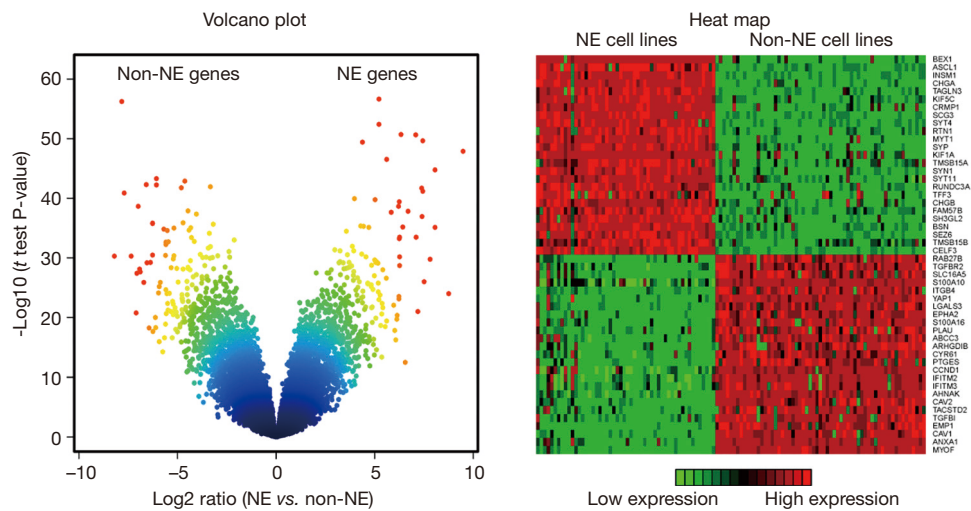 Volcano plot
Non-NE genes
NE genes
-Log10 (t test P-value)
60
50
40
30
20
10
0
−10
−5
0
5
10
Log2 ratio (NE vs. non-NE)
Heat map
NE cell lines
Non-NE cell lines
BEX1
ASCL1
INSM1
CHGA
TAGLN3
KIF5C
CRMP1
SCG3
SYT4
RTN1
MYT1
SYP
KIF1A
TMSB15A
SYN1
SYT11
RUNDC3A
TFF3
CHGB
FAM57B
SH3GL2
BSN
SEZ6
TMSB15B
CELF3
RAB27B
TGFBR2
SLC16A5
S100A10
ITGB4
YAP1
LGALS3
EPHA2
S100A16
PLAU
ABCC3
ARHGDIB
CYR61
PTGES
CCND1
IFITM2
IFITM3
AHNAK
CAV2
TACSTD2
TGFBI
EMP1
CAV1
ANXA1
MYOF
Low expression
High expression